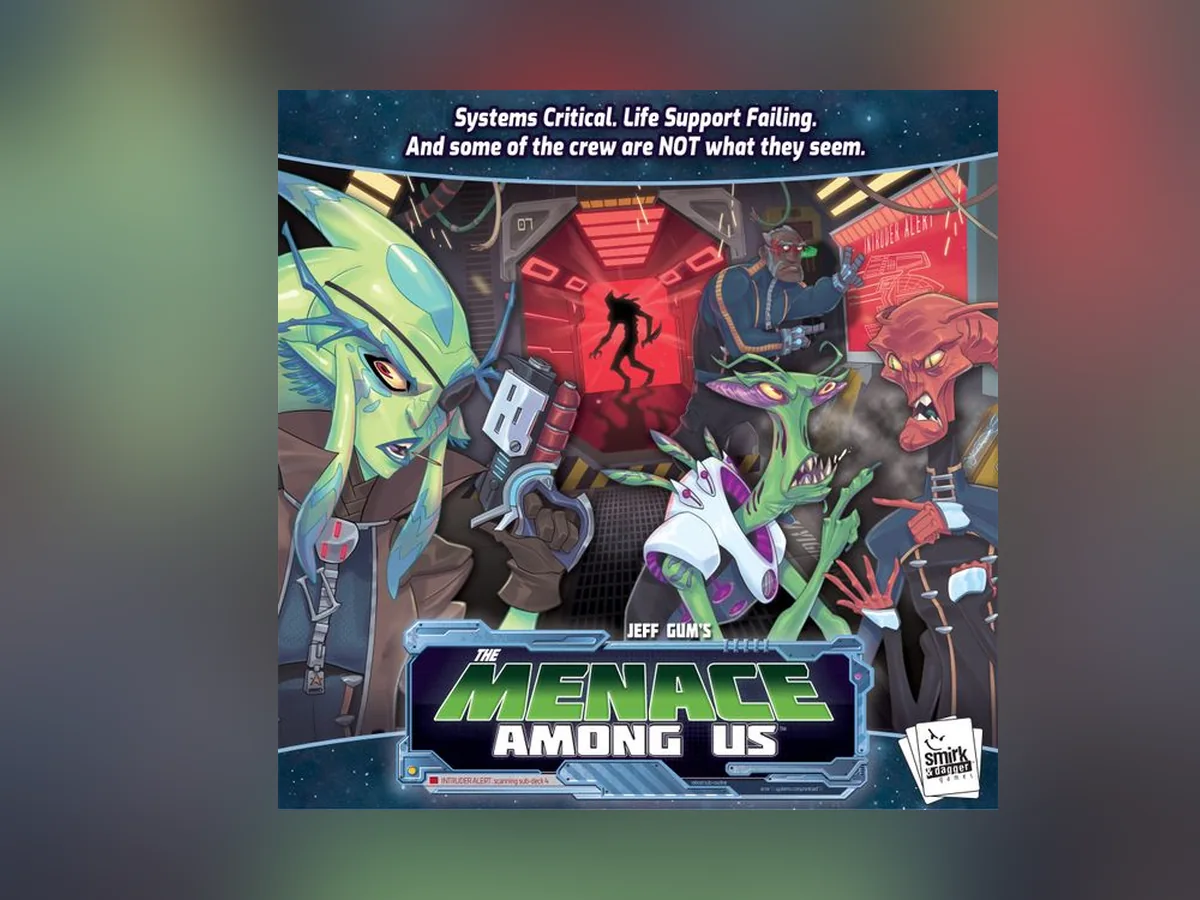 Systems Critical. Life Support Failing.
And some of the crew are NOT what they seem.
07
INTRUDER ALERT
JEFF GUM'S
THE
MENACE
AMONG US
INTRUDER ALERT: scanning sub-deck 4
smirk
& dagger
games